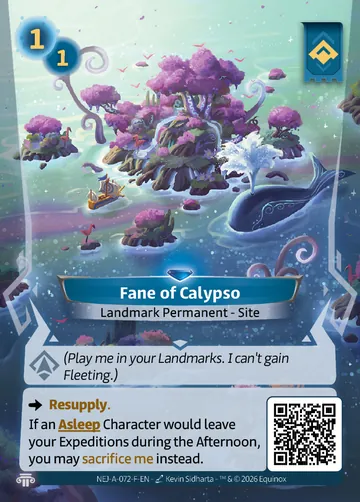 1
1
Fane of Calypso
Landmark Permanent - Site
(Play me in your Landmarks. I can't gain
Fleeting.)
➔ Resupply.
If an Asleep Character would leave
your Expeditions during the Afternoon,
you may sacrifice me instead.
NEJ-A-072-F-EN - Kevin Sidharta - ™ & © 2026 Equinox